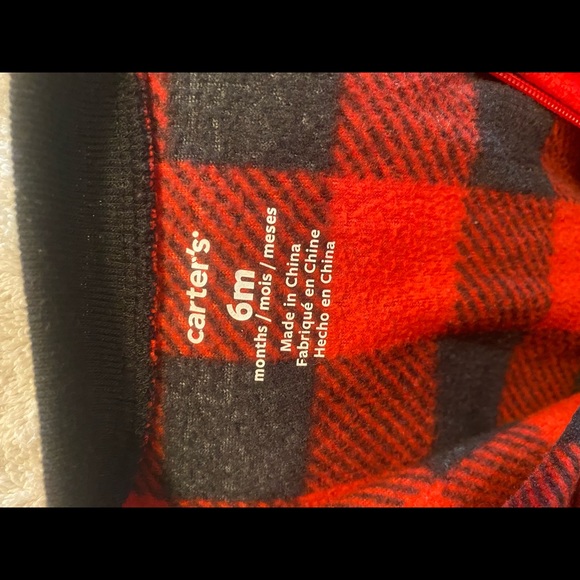 carter's
6m
months / mois / meses
Made in China
Fabriqué en Chine
Hecho en China